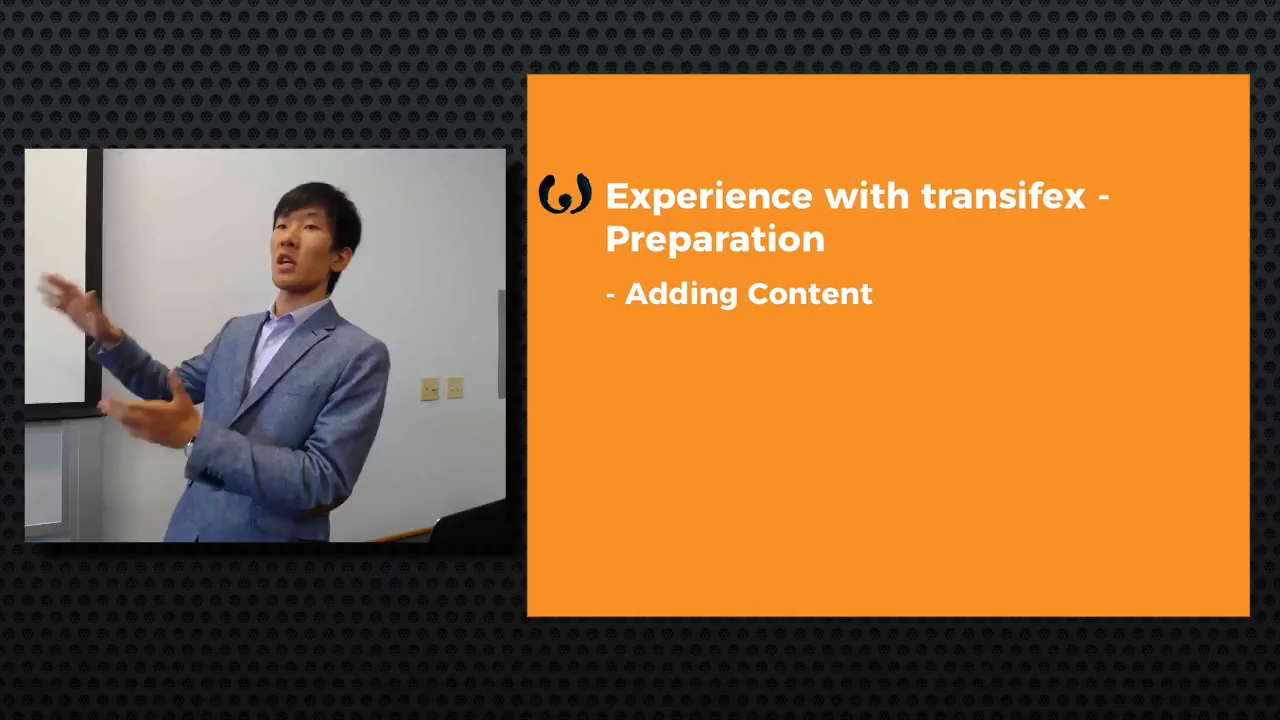 Experience with transifex -
Preparation
- Adding Content